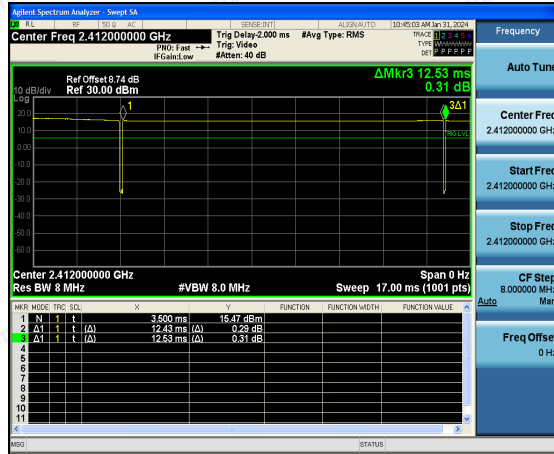 Agilent Spectrum Analyzer - Swept SA
RL RF 50 Ω AC SENSE:INT ALIGNAUTO 10:45:03 AM Jan 31, 2024
Center Freq 2.412000000 GHz
PNO: Fast
IFGain:Low
Trig Delay-2.000 ms
Trig: Video
#Atten: 40 dB
#Avg Type: RMS
TRACE 1 2 3 4 5 6
TYPE
DET P P P P P P
Frequency
Auto Tune
Ref Offset 8.74 dB
10 dB/div Ref 30.00 dBm
ΔMkr3 12.53 ms
0.31 dB
Log
20.0
10.0
0.00
-10.0
-20.0
-30.0
-40.0
-50.0
-60.0
1
3Δ1
TRIG LVL
Center 2.412000000 GHz
Res BW 8 MHz
#VBW 8.0 MHz
Span 0 Hz
Sweep 17.00 ms (1001 pts)
MKR MODE TRC SCL X Y FUNCTION FUNCTION WIDTH FUNCTION VALUE
1 N 1 t 3.500 ms 15.47 dBm
2 Δ1 1 t (Δ) 12.43 ms (Δ) 0.29 dB
3 Δ1 1 t (Δ) 12.53 ms (Δ) 0.31 dB
4
5
6
7
8
9
10
11
MSG STATUS
Center Freq
2.412000000 GHz
Start Freq
2.412000000 GHz
Stop Freq
2.412000000 GHz
CF Step
8.000000 MHz
Auto Man
Freq Offset
0 Hz